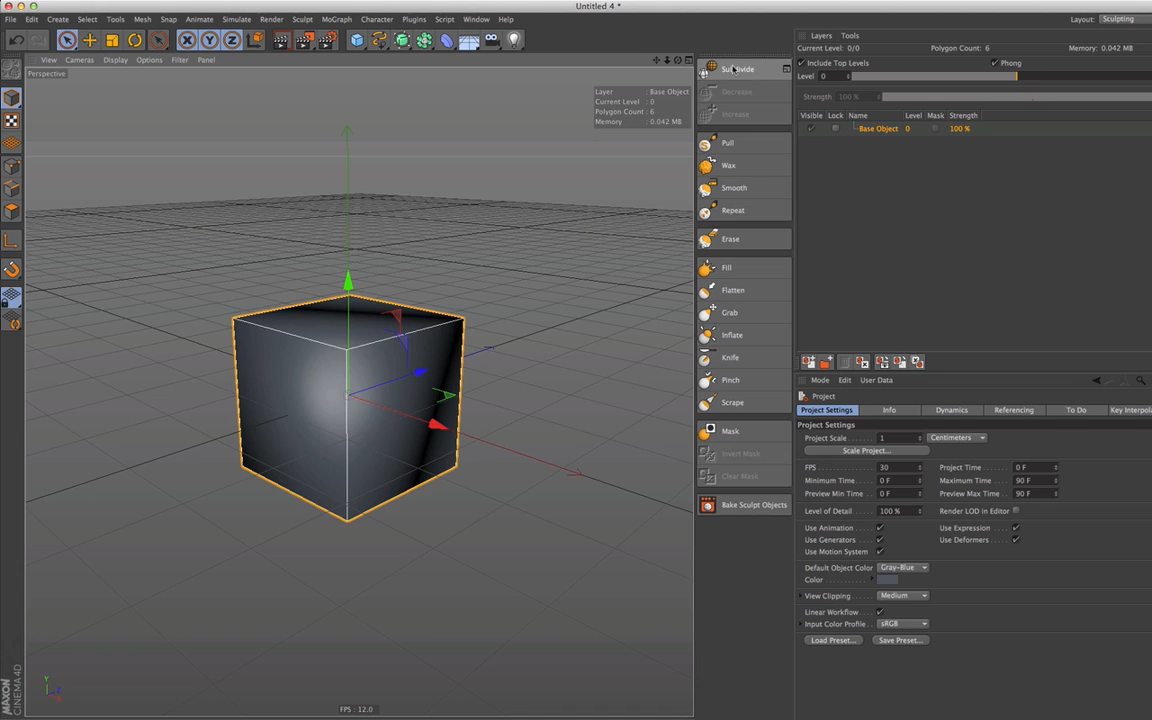 Untitled 4 *
File Edit Create Select Tools Mesh Snap Animate Simulate Render Sculpt MoGraph Character Plugins Script Window Help
Layout: Sculpting
X Y Z
View Cameras Display Options Filter Panel
Perspective
Layer : Base Object
Current Level : 0
Polygon Count : 6
Memory : 0.042 MB
Y
Z
X
FPS : 12.0
MAXON
CINEMA 4D
Subdivide
Decrease
Increase
Pull
Wax
Smooth
Repeat
Erase
Fill
Flatten
Grab
Inflate
Knife
Pinch
Scrape
Mask
Invert Mask
Clear Mask
Bake Sculpt Objects
Layers Tools
Current Level: 0/0 Polygon Count: 6 Memory: 0.042 MB
Include Top Levels Phong
Level 0
Strength 100 %
Visible Lock Name Level Mask Strength
Base Object 0 100 %
Mode Edit User Data
Project
Project Settings Info Dynamics Referencing To Do Key Interpola
Project Settings
Project Scale 1 Centimeters
Scale Project...
FPS 30 Project Time 0 F
Minimum Time 0 F Maximum Time 90 F
Preview Min Time 0 F Preview Max Time 90 F
Level of Detail 100 % Render LOD in Editor
Use Animation Use Expression
Use Generators Use Deformers
Use Motion System
Default Object Color Gray-Blue
Color
View Clipping Medium
Linear Workflow
Input Color Profile sRGB
Load Preset... Save Preset...